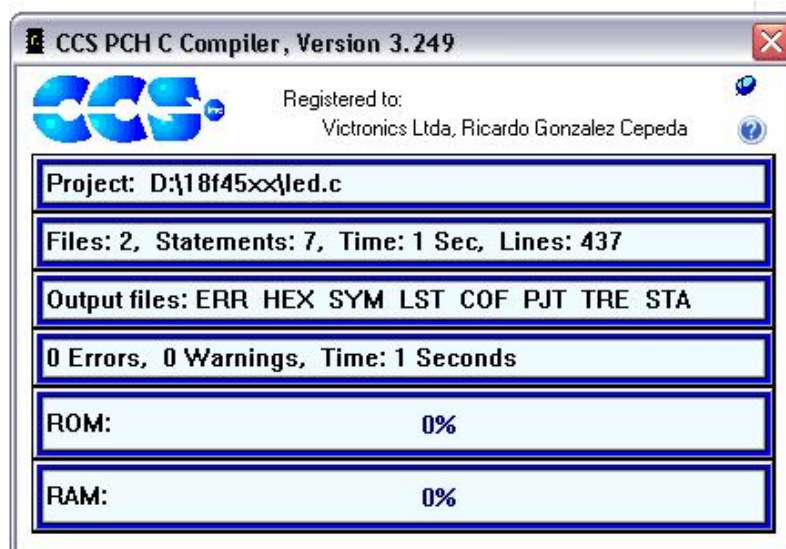 CCS PCH C Compiler, Version 3.249
CCS inc
Registered to:
Victronics Ltda, Ricardo Gonzalez Cepeda
Project: D:\18f45xx\led.c
Files: 2, Statements: 7, Time: 1 Sec, Lines: 437
Output files: ERR HEX SYM LST COF PJT TRE STA
0 Errors, 0 Warnings, Time: 1 Seconds
ROM: 0%
RAM: 0%